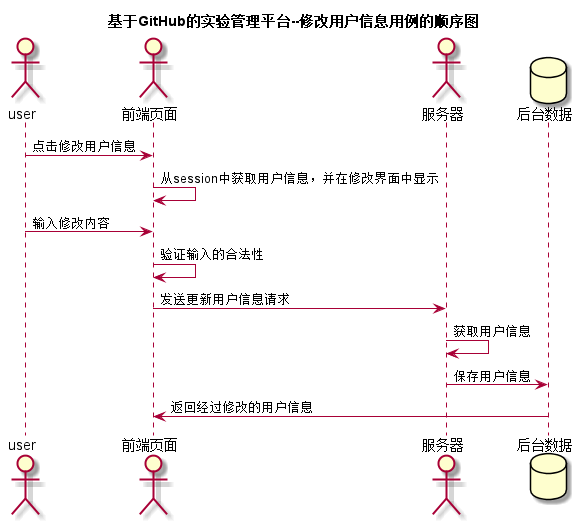 基于GitHub的实验管理平台--修改用户信息用例的顺序图
user 前端页面 服务器 后台数据
点击修改用户信息
从session中获取用户信息，并在修改界面中显示
输入修改内容
验证输入的合法性
发送更新用户信息请求
获取用户信息
保存用户信息
返回经过修改的用户信息
user 前端页面 服务器 后台数据